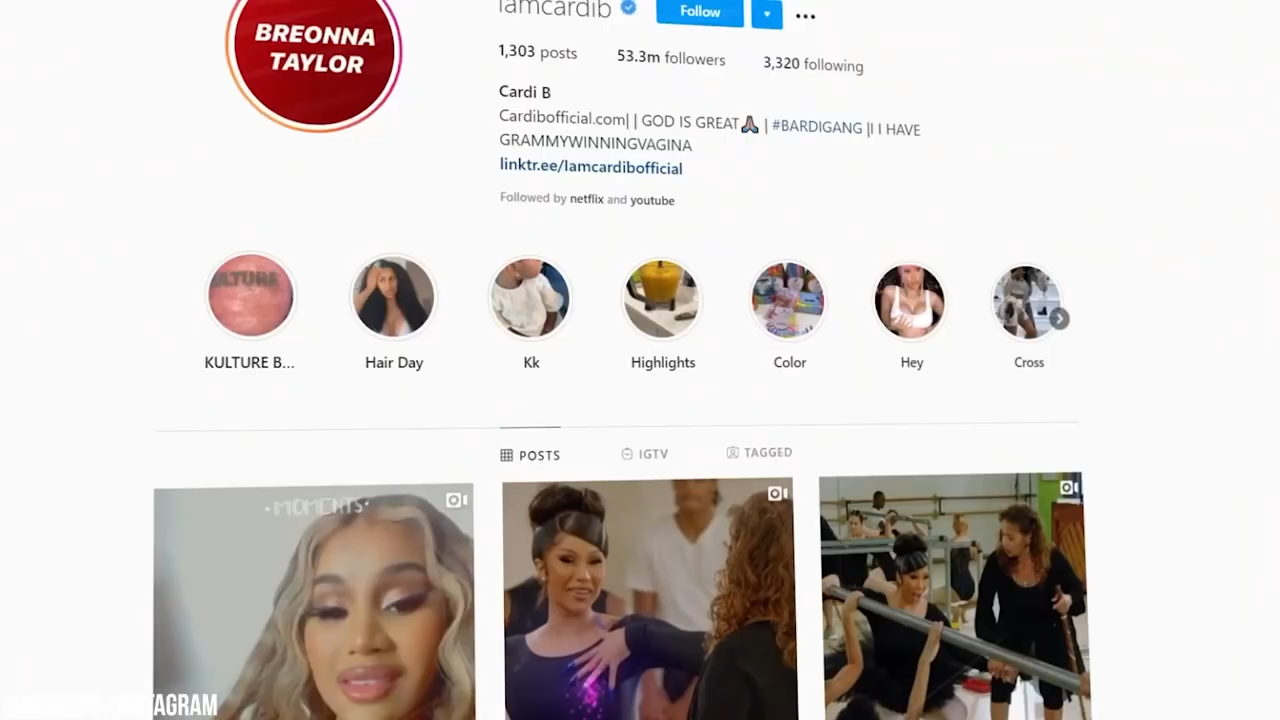 BREONNA
TAYLOR
iamcardib
Follow
1,303 posts 53.3m followers 3,320 following
Cardi B
Cardibofficial.com| | GOD IS GREAT🙏🏾 | #BARDIGANG |I I HAVE
GRAMMYWINNINGVAGINA
linktr.ee/Iamcardibofficial
Followed by netflix and youtube
KULTURE B... Hair Day Kk Highlights Color Hey Cross
POSTS IGTV TAGGED
•MOMENTS•